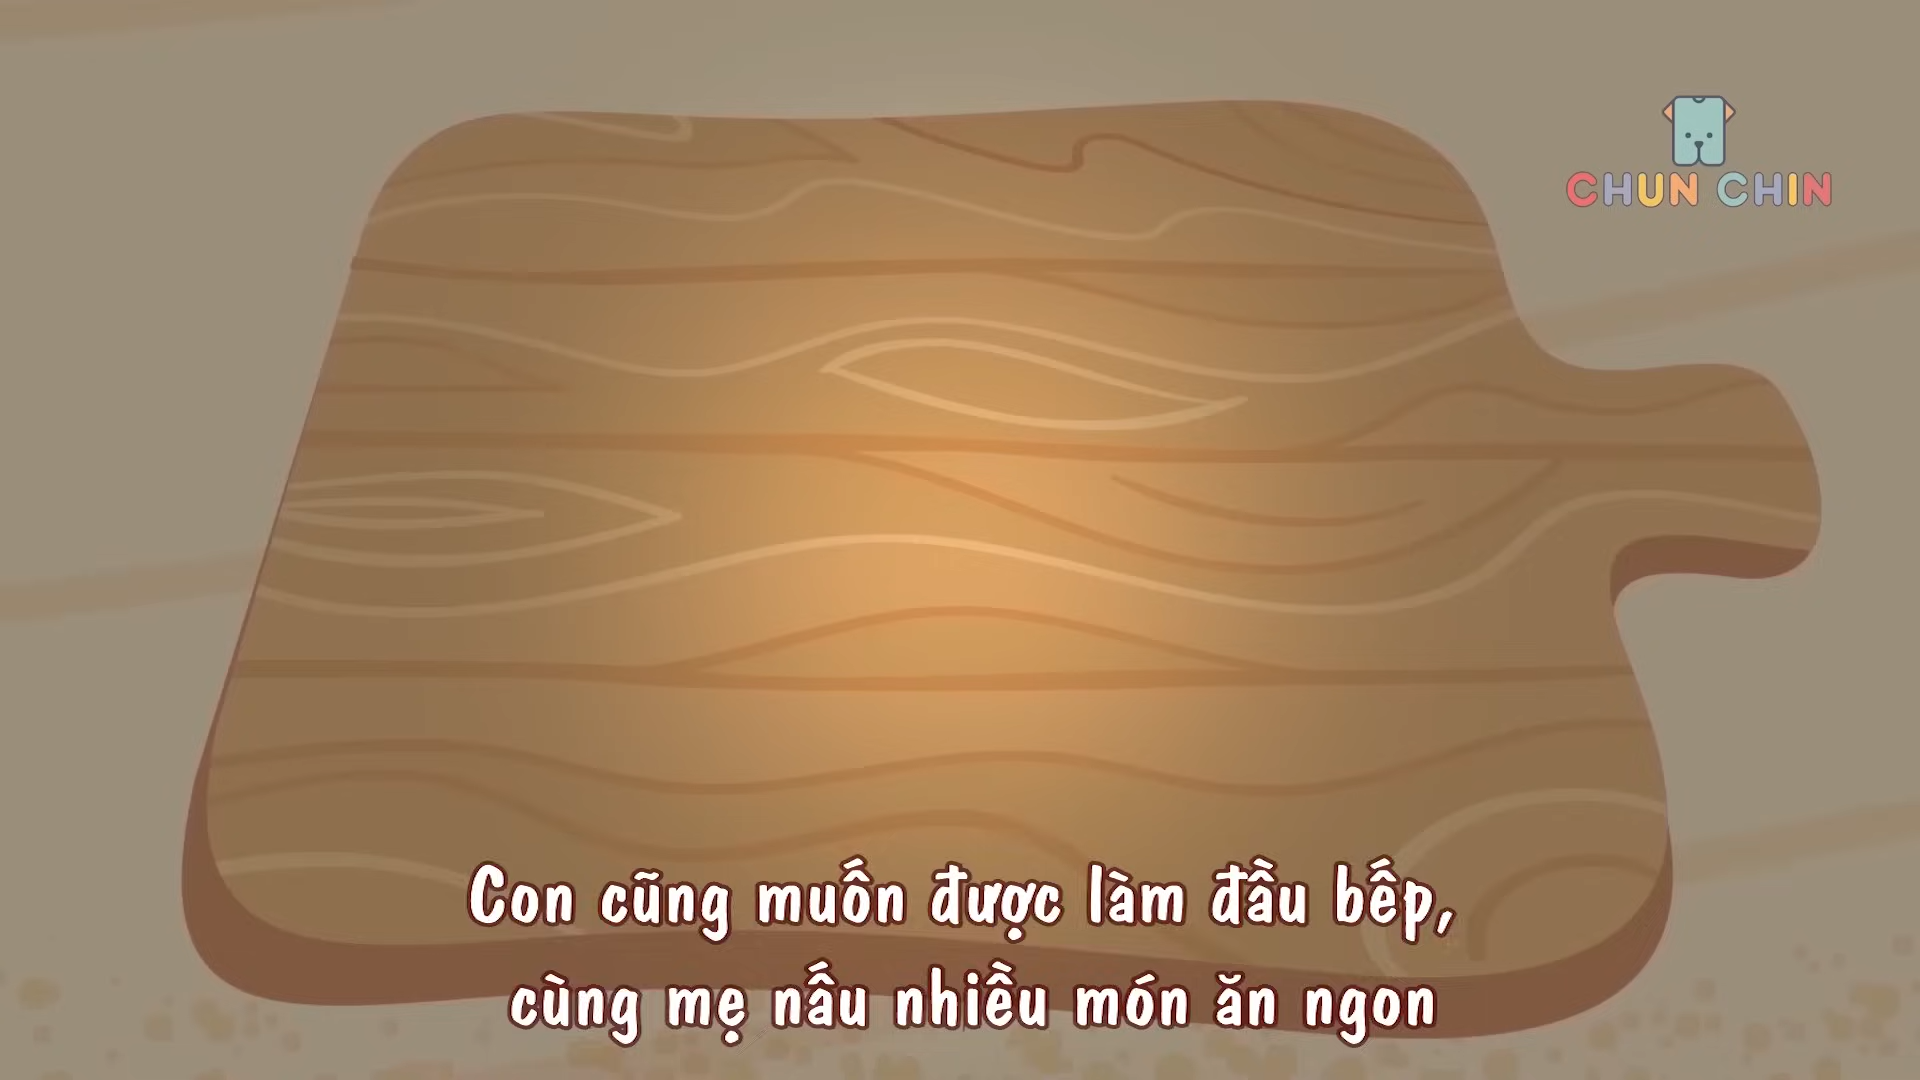 CHUN CHIN
Con cũng muốn được làm đầu bếp,
cùng mẹ nấu nhiều món ăn ngon